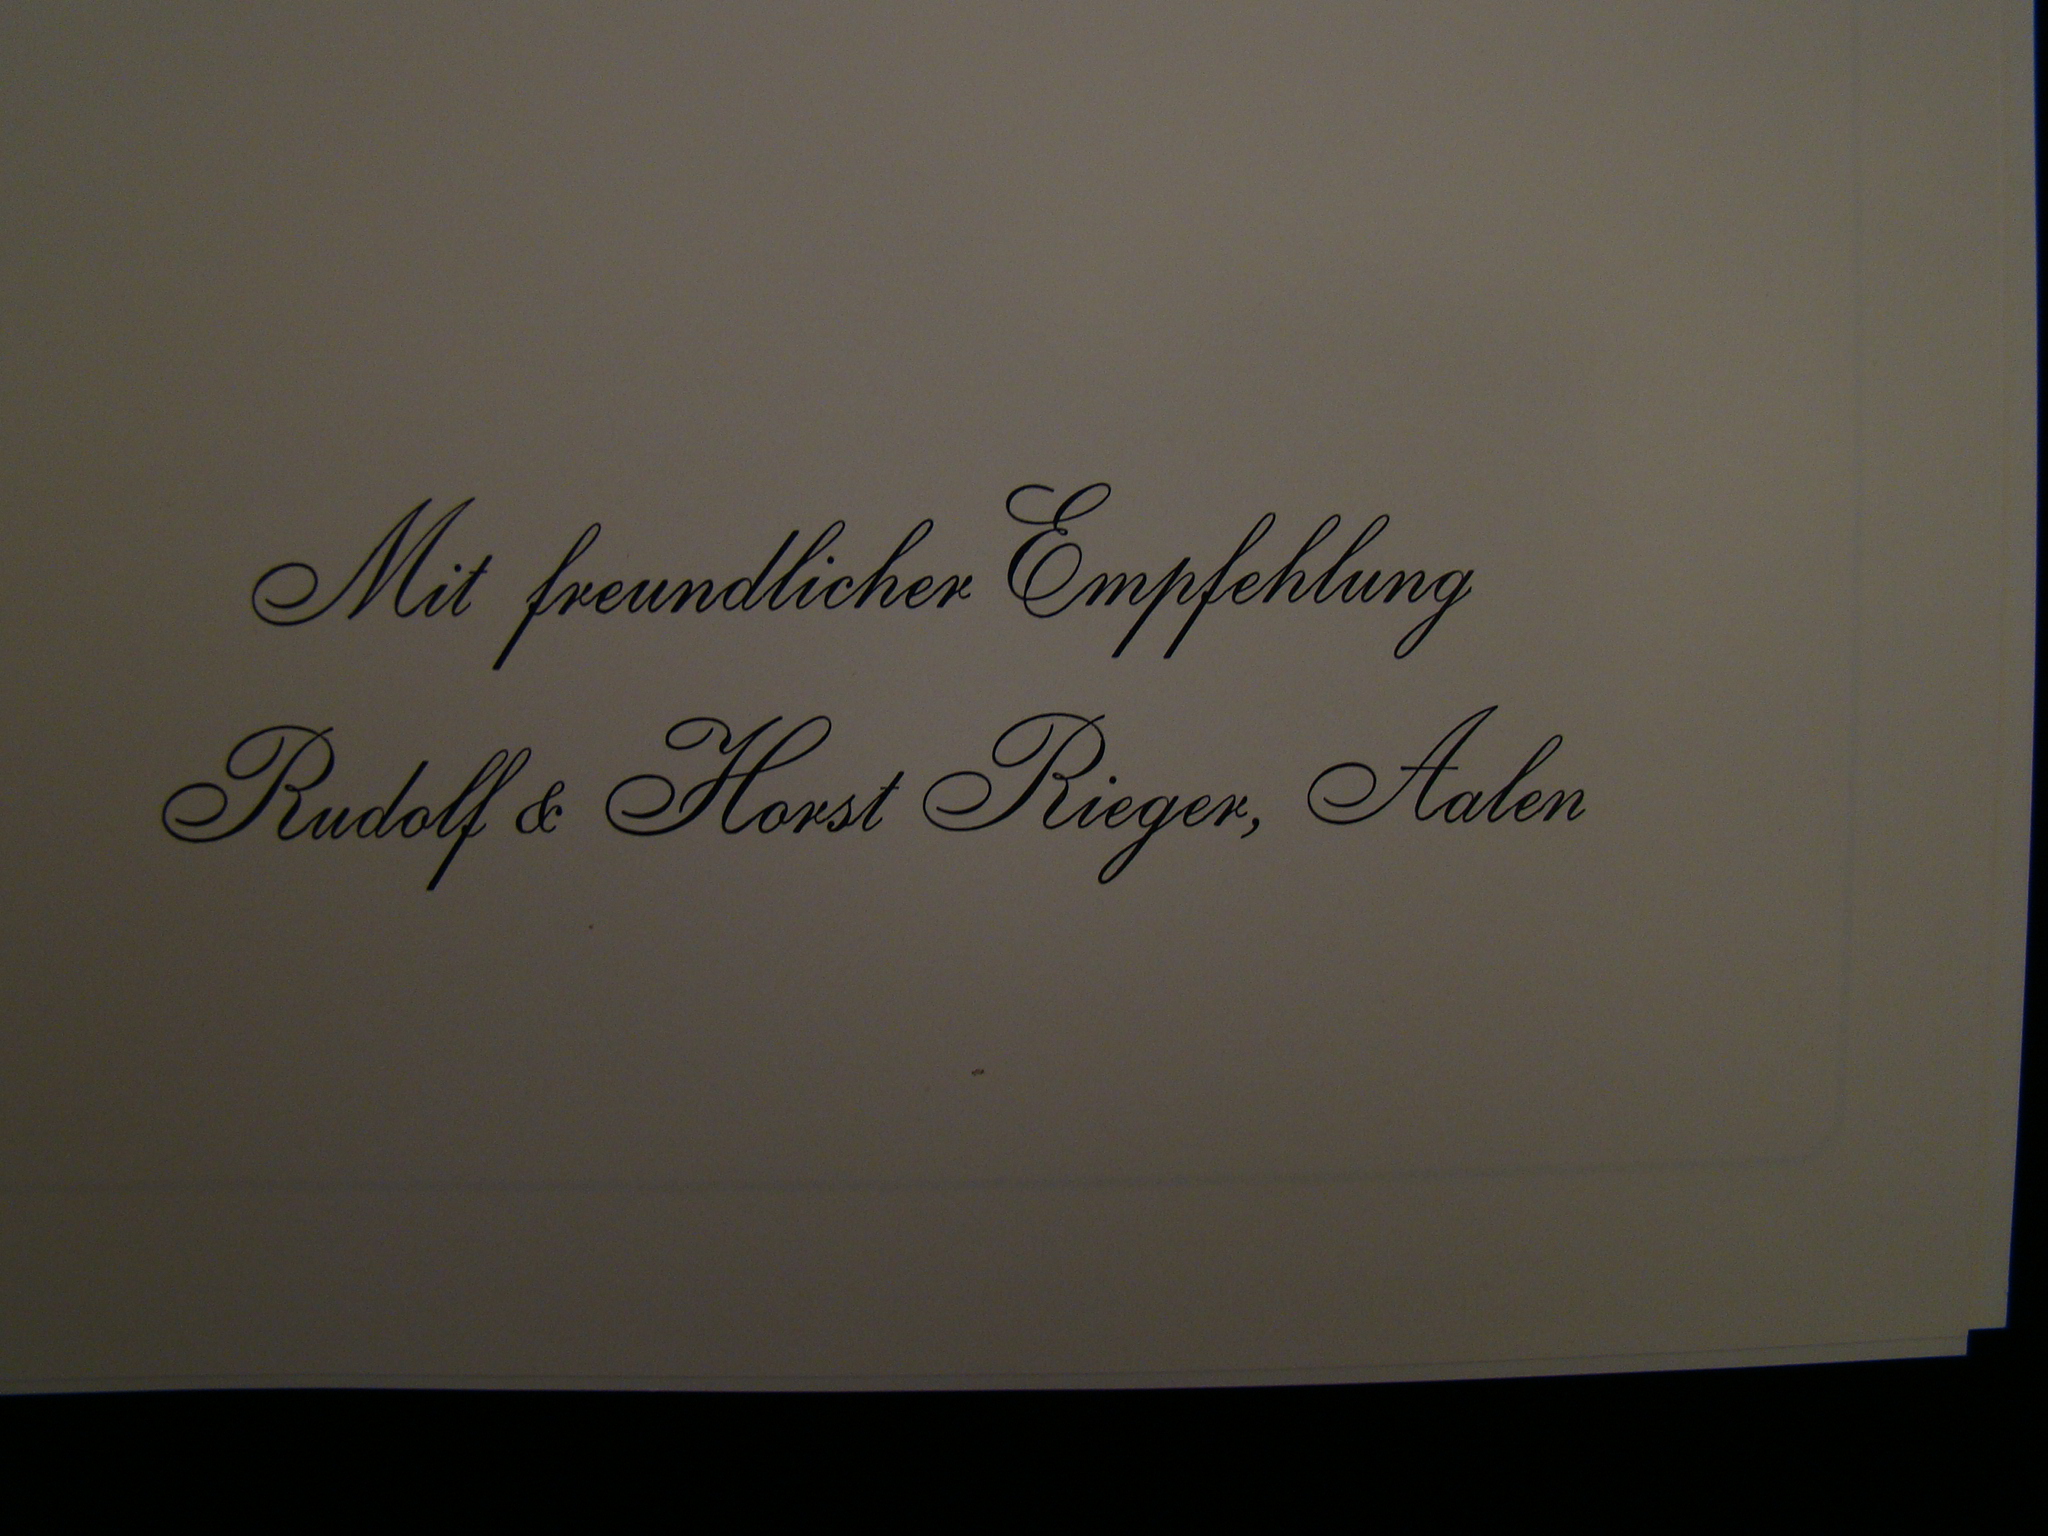 Mit freundlicher Empfehlung
Rudolf & Horst Rieger, Aalen